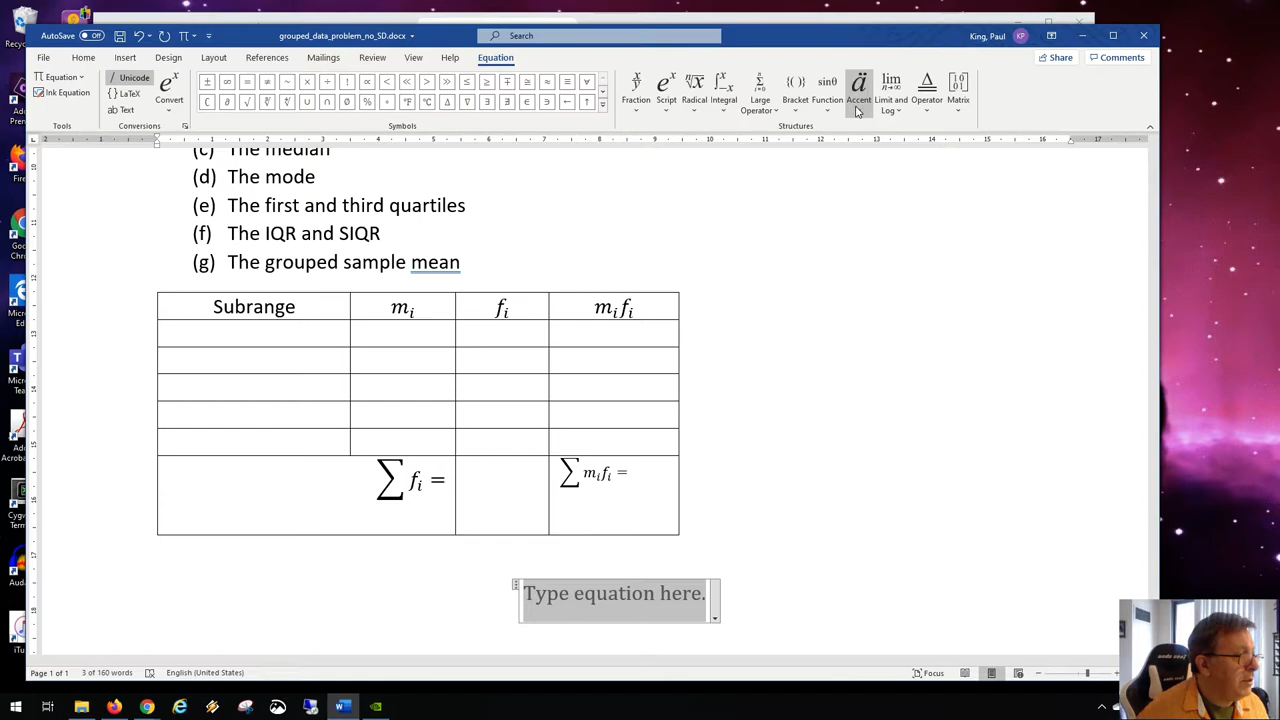 AutoSave Off
grouped_data_problem_no_SD.docx
Search
King, Paul KP
File Home Insert Design Layout References Mailings Review View Help Equation
Share Comments
Equation
Ink Equation
Unicode
{} LaTeX
ab Text
Convert
Fraction Script Radical Integral Large Operator Bracket Function Accent Limit and Log Operator Matrix
Tools Conversions Symbols Structures
(c) The median
(d) The mode
(e) The first and third quartiles
(f) The IQR and SIQR
(g) The grouped sample mean
Subrange mᵢ fᵢ mᵢfᵢ
∑ fᵢ = ∑ mᵢfᵢ =
Type equation here.
Page 1 of 1 3 of 160 words English (United States) Focus